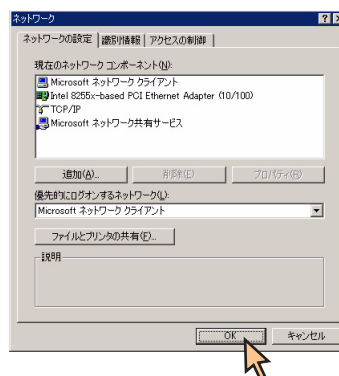 ネットワーク
ネットワークの設定 識別情報 アクセスの制御
現在のネットワーク コンポーネント(N):
Microsoft ネットワーク クライアント
Intel 8255x-based PCI Ethernet Adapter (10/100)
TCP/IP
Microsoft ネットワーク共有サービス
追加(A)... 削除(E) プロパティ(R)
優先的にログオンするネットワーク(L):
Microsoft ネットワーク クライアント
ファイルとプリンタの共有(F)...
説明
OK キャンセル